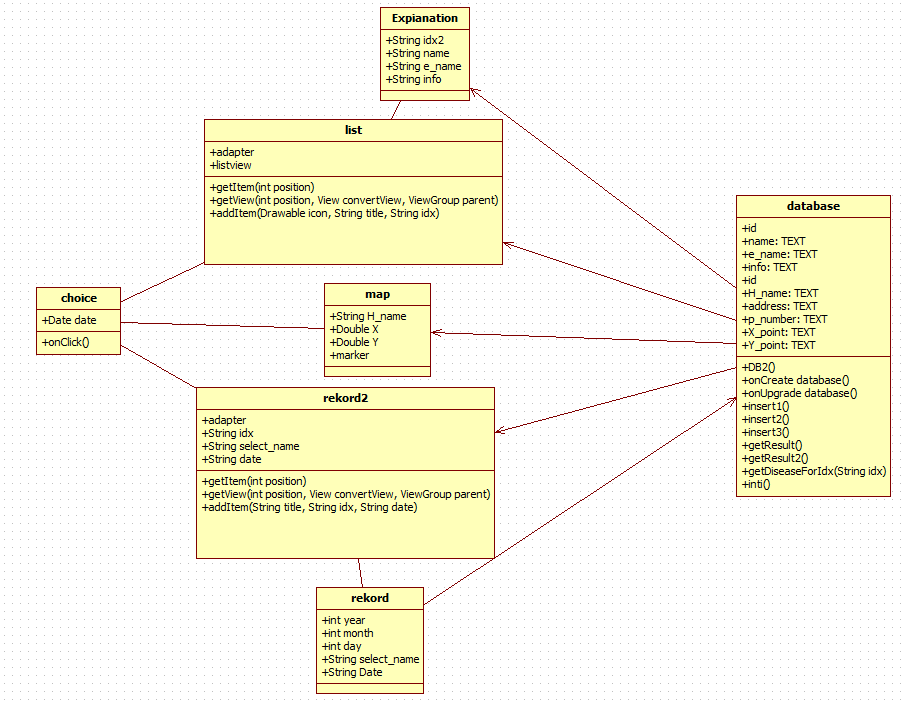 Expianation
+String idx2
+String name
+String e_name
+String info
list
+adapter
+listview
+getItem(int position)
+getView(int position, View convertView, ViewGroup parent)
+addItem(Drawable icon, String title, String idx)
database
+id
+name: TEXT
+e_name: TEXT
+info: TEXT
+id
+H_name: TEXT
+address: TEXT
+p_number: TEXT
+X_point: TEXT
+Y_point: TEXT
+DB2()
+onCreate database()
+onUpgrade database()
+insert1()
+insert2()
+insert3()
+getResult()
+getResult2()
+getDiseaseForIdx(String idx)
+inti()
choice
+Date date
+onClick()
map
+String H_name
+Double X
+Double Y
+marker
rekord2
+adapter
+String idx
+String select_name
+String date
+getItem(int position)
+getView(int position, View convertView, ViewGroup parent)
+addItem(String title, String idx, String date)
rekord
+int year
+int month
+int day
+String select_name
+String Date